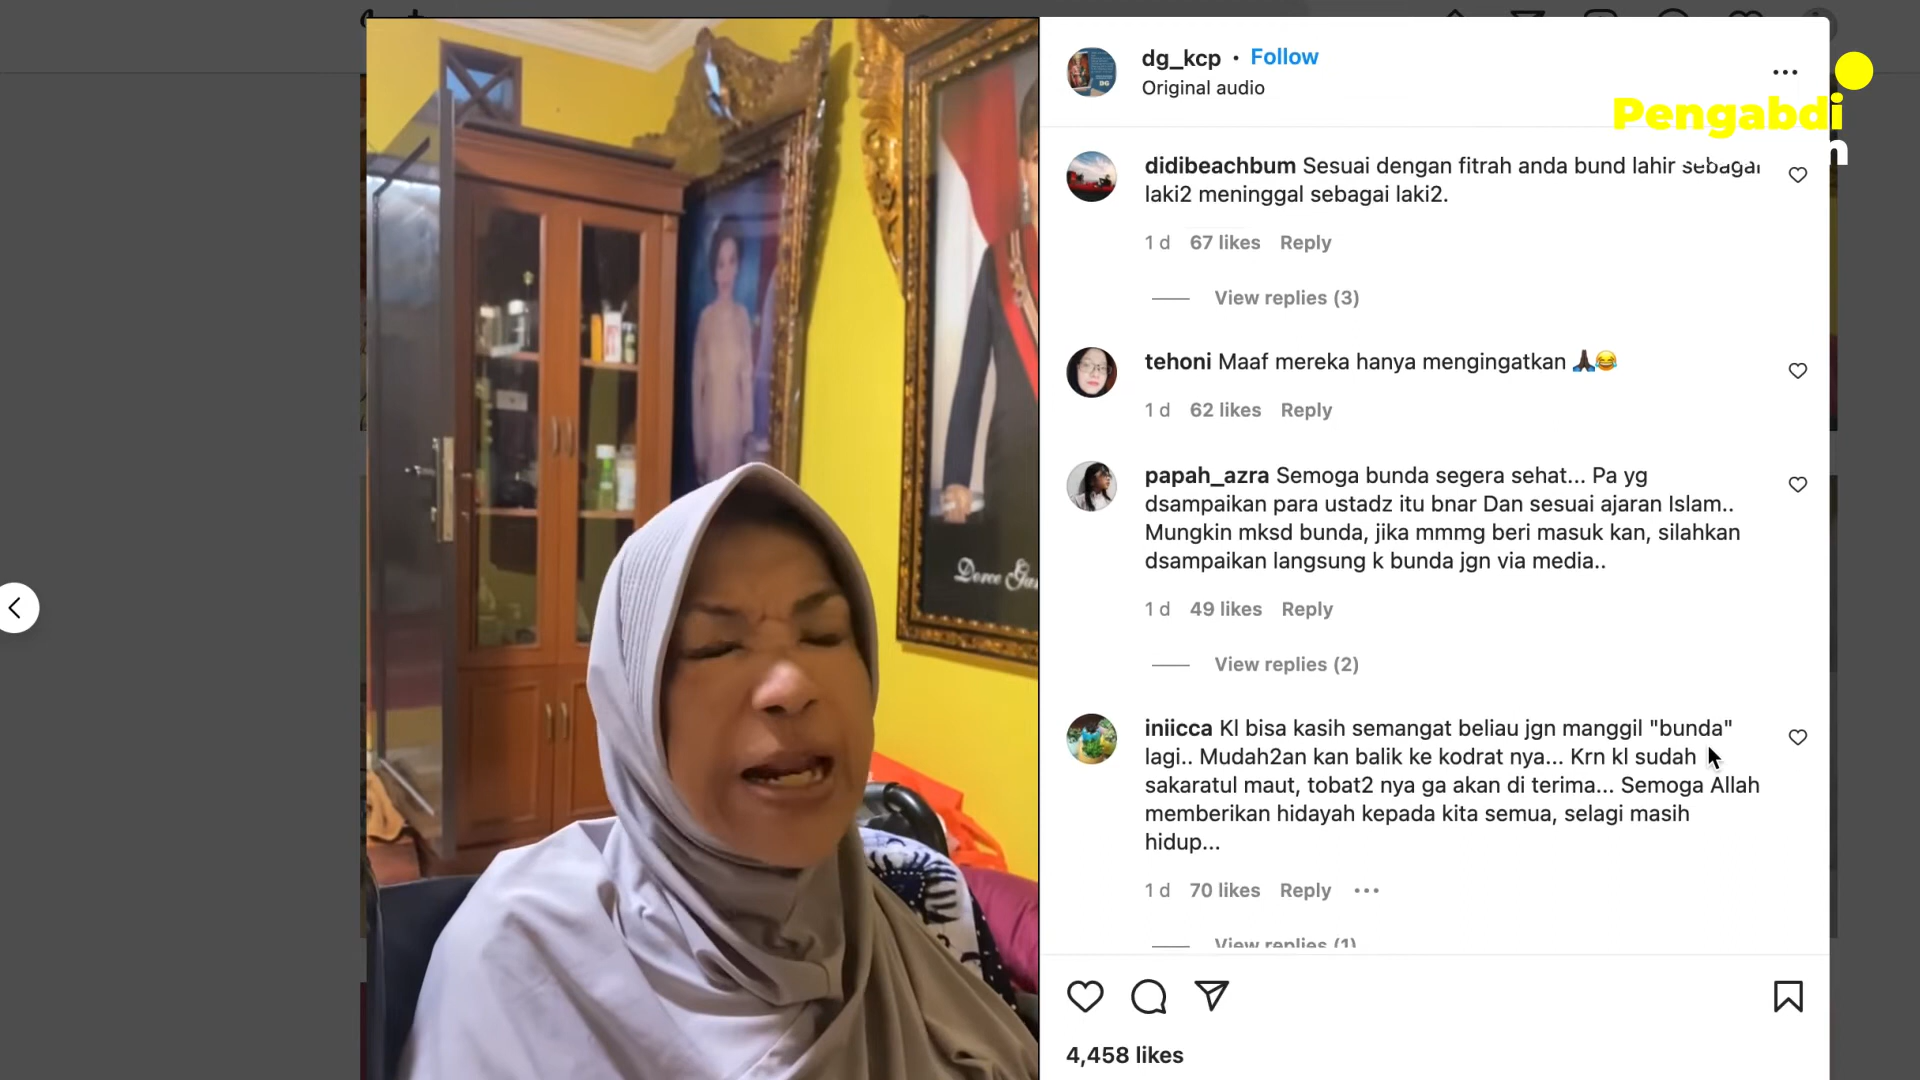 dg_kcp • Follow
Original audio
Pengabdi
didibeachbum Sesuai dengan fitrah anda bund lahir sebagai
laki2 meninggal sebagai laki2.
1 d 67 likes Reply
View replies (3)
tehoni Maaf mereka hanya mengingatkan 🙏🏿😂
1 d 62 likes Reply
papah_azra Semoga bunda segera sehat... Pa yg
dsampaikan para ustadz itu bnar Dan sesuai ajaran Islam..
Mungkin mksd bunda, jika mmmg beri masuk kan, silahkan
dsampaikan langsung k bunda jgn via media..
1 d 49 likes Reply
View replies (2)
iniicca Kl bisa kasih semangat beliau jgn manggil "bunda"
lagi.. Mudah2an kan balik ke kodrat nya... Krn kl sudah
sakaratul maut, tobat2 nya ga akan di terima... Semoga Allah
memberikan hidayah kepada kita semua, selagi masih
hidup...
1 d 70 likes Reply
View replies (1)
4,458 likes
Dorce